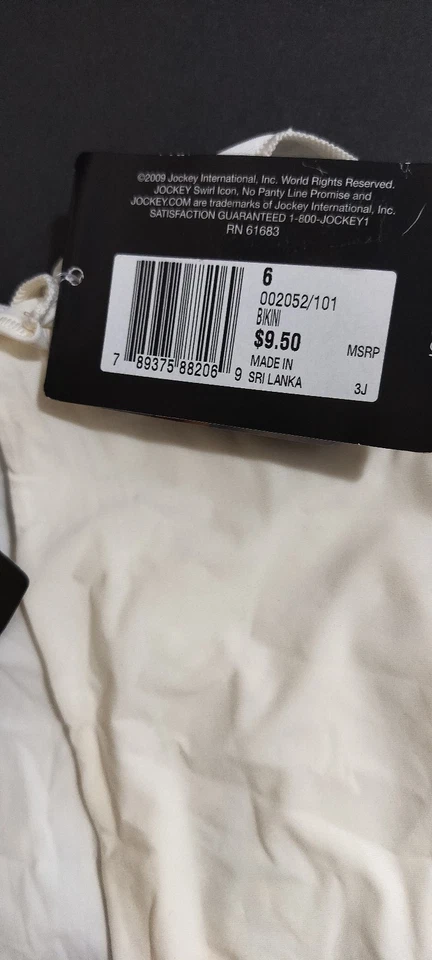 ©2009 Jockey International, Inc. World Rights Reserved.
JOCKEY Swirl Icon, No Panty Line Promise and
JOCKEY.COM are trademarks of Jockey International, Inc.
SATISFACTION GUARANTEED 1-800-JOCKEY1
RN 61683
6
002052/101
BIKINI
$9.50 MSRP
MADE IN
SRI LANKA 3J
7 89375 88206 9